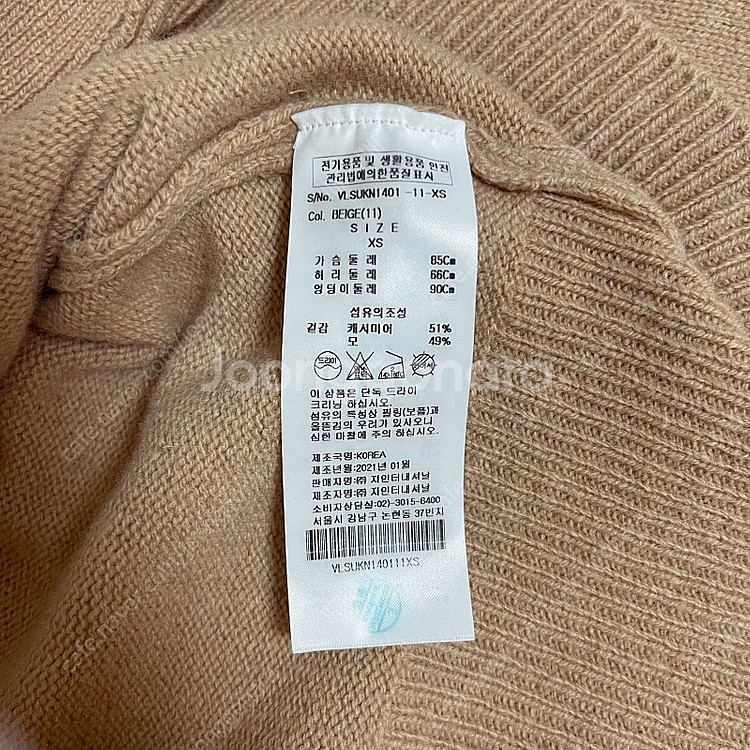 전기용품 및 생활용품 안전
관리법에의한품질표시
S/No. VLSUKN1401 -11-XS
Col. BEIGE(11)
SIZE
XS
가슴둘레 85Cm
허리둘레 66Cm
엉덩이둘레 90Cm
섬유의조성
겉감 캐시미어 51%
모 49%
드라이
이 상품은 단독 드라이
크리닝 하십시오.
섬유의 특성상 필링(보풀)과
올뜯김의 우려가 있사오니
심한 마찰에 주의 하십시오.
제조국명:KOREA
제조년월:2021년 01월
판매자명:㈜ 지인터내셔날
제조자명:㈜ 지인터내셔날
소비자상담실:02)-3015-6400
서울시 강남구 논현동 37번지
VLSUKN140111XS